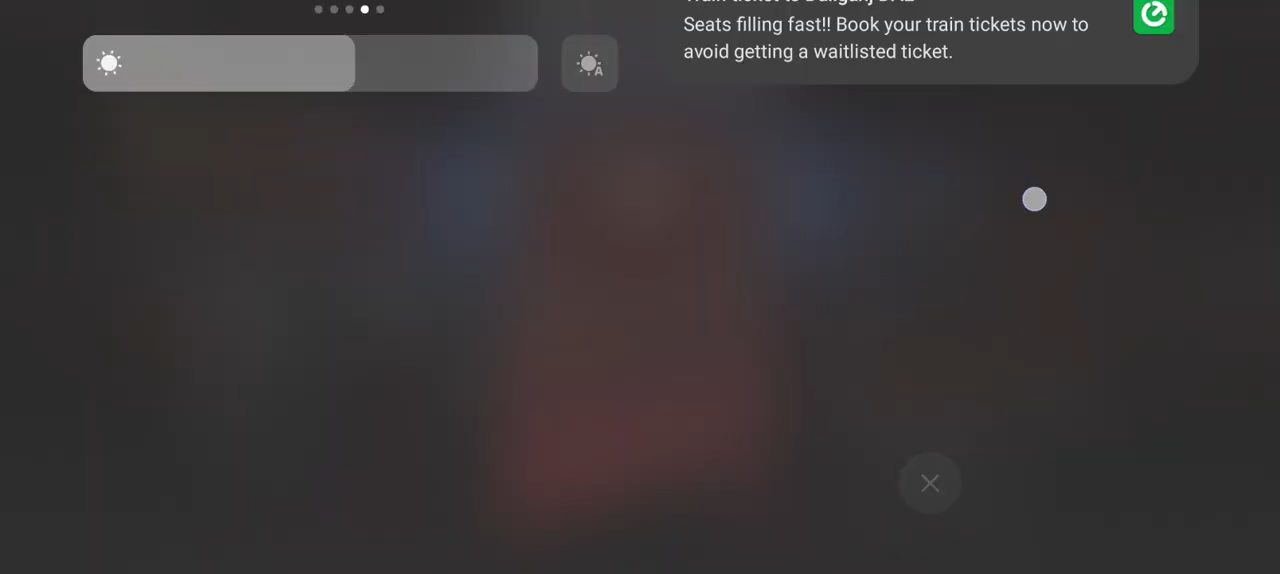 Seats filling fast!! Book your train tickets now to
avoid getting a waitlisted ticket.